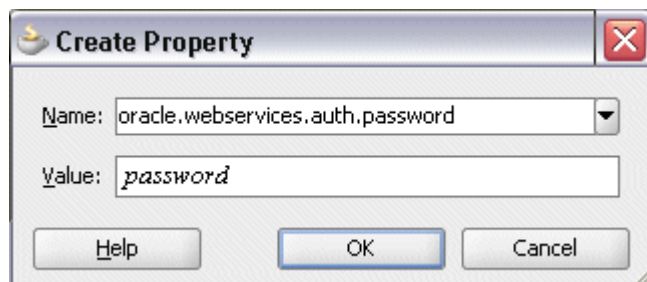 Create Property
Name: oracle.webservices.auth.password
Value: password
Help OK Cancel